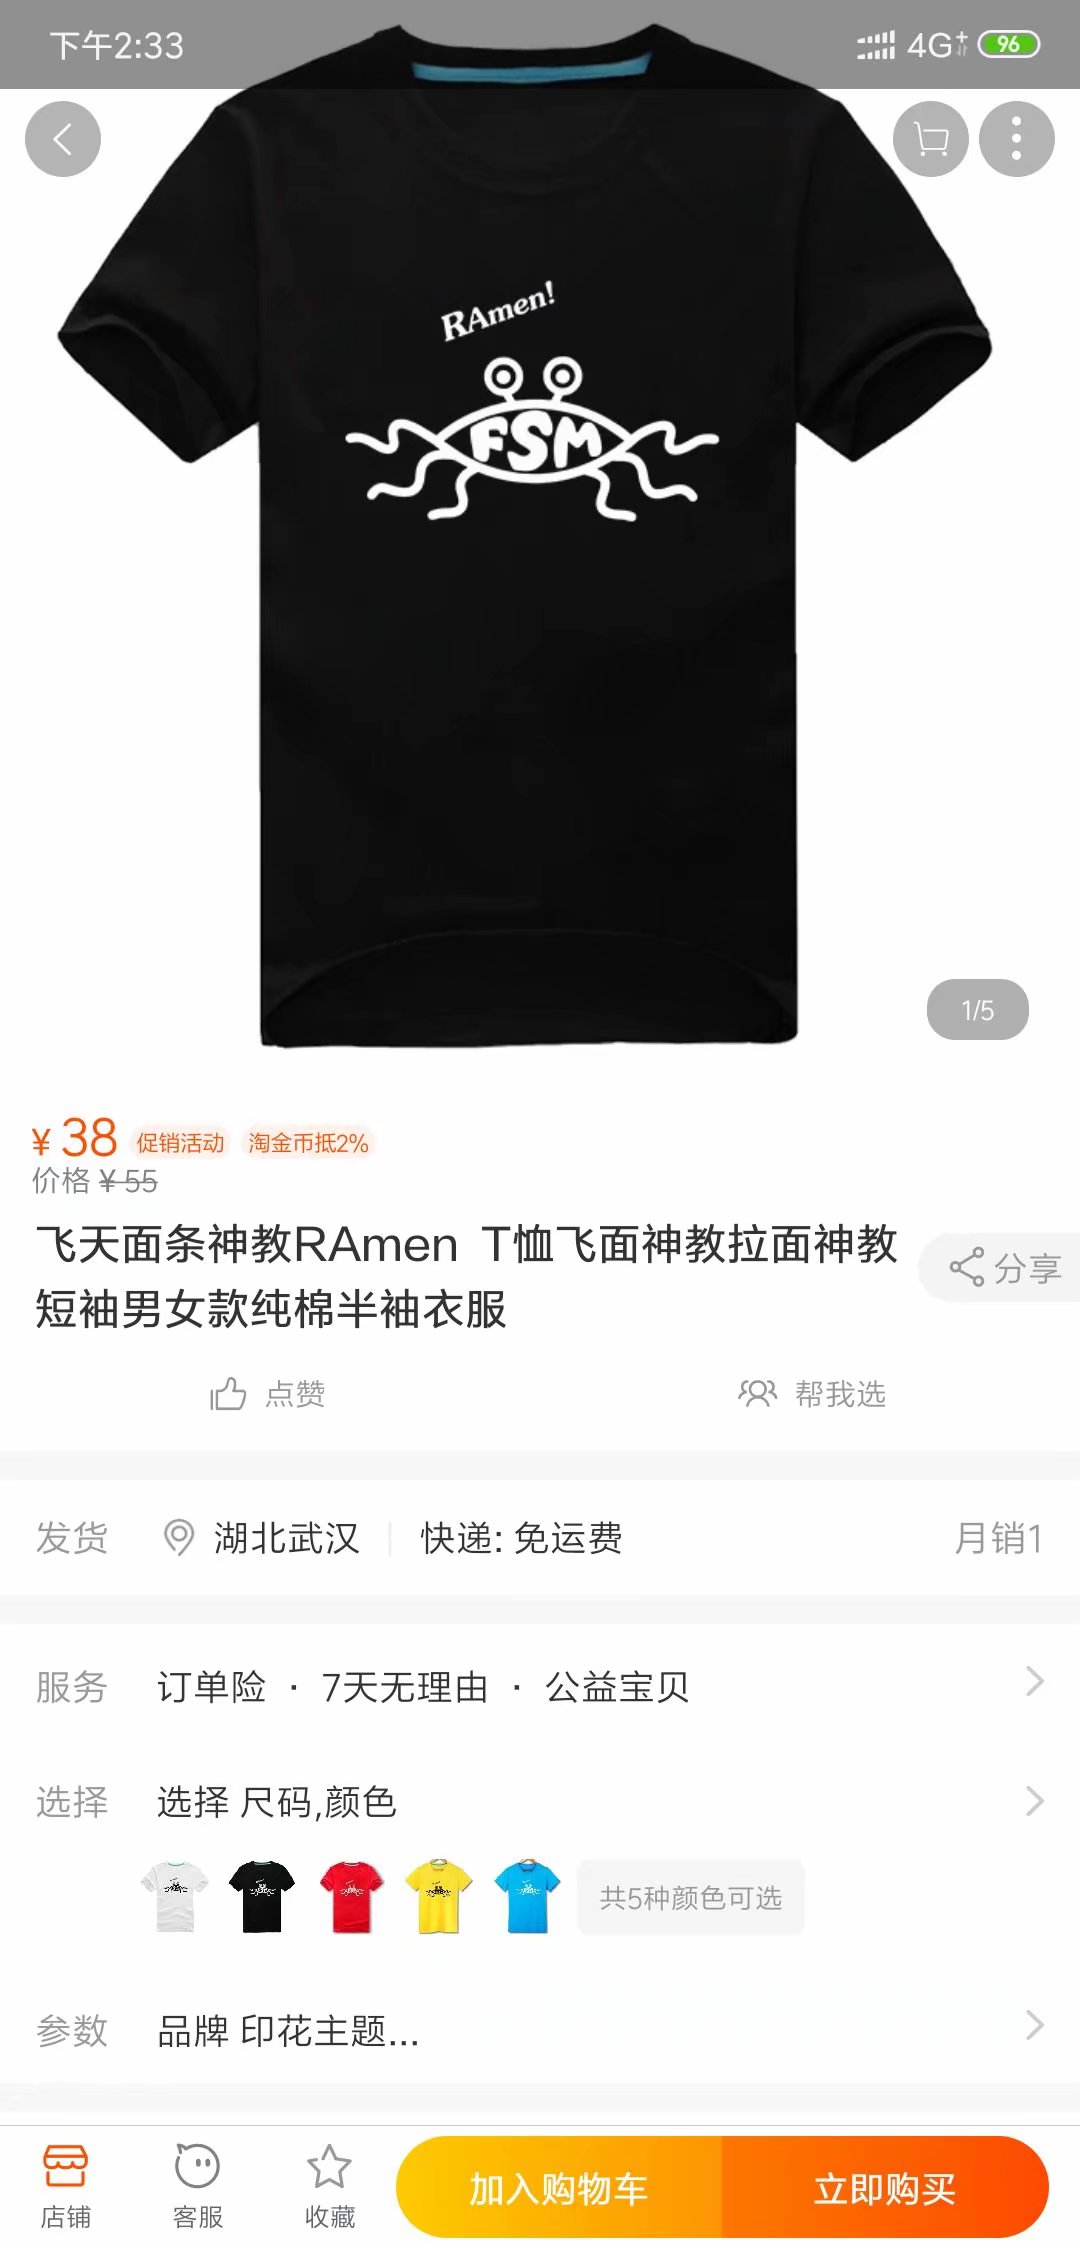 下午2:33
4G+
96
RAmen!
FSM
1/5
¥ 38 促销活动 淘金币抵2%
价格 ¥ 55
飞天面条神教RAmen T恤飞面神教拉面神教
短袖男女款纯棉半袖衣服
分享
点赞
帮我选
发货 湖北武汉 快递: 免运费 月销1
服务 订单险 · 7天无理由 · 公益宝贝
选择 选择 尺码,颜色
共5种颜色可选
参数 品牌 印花主题...
店铺 客服 收藏 加入购物车 立即购买